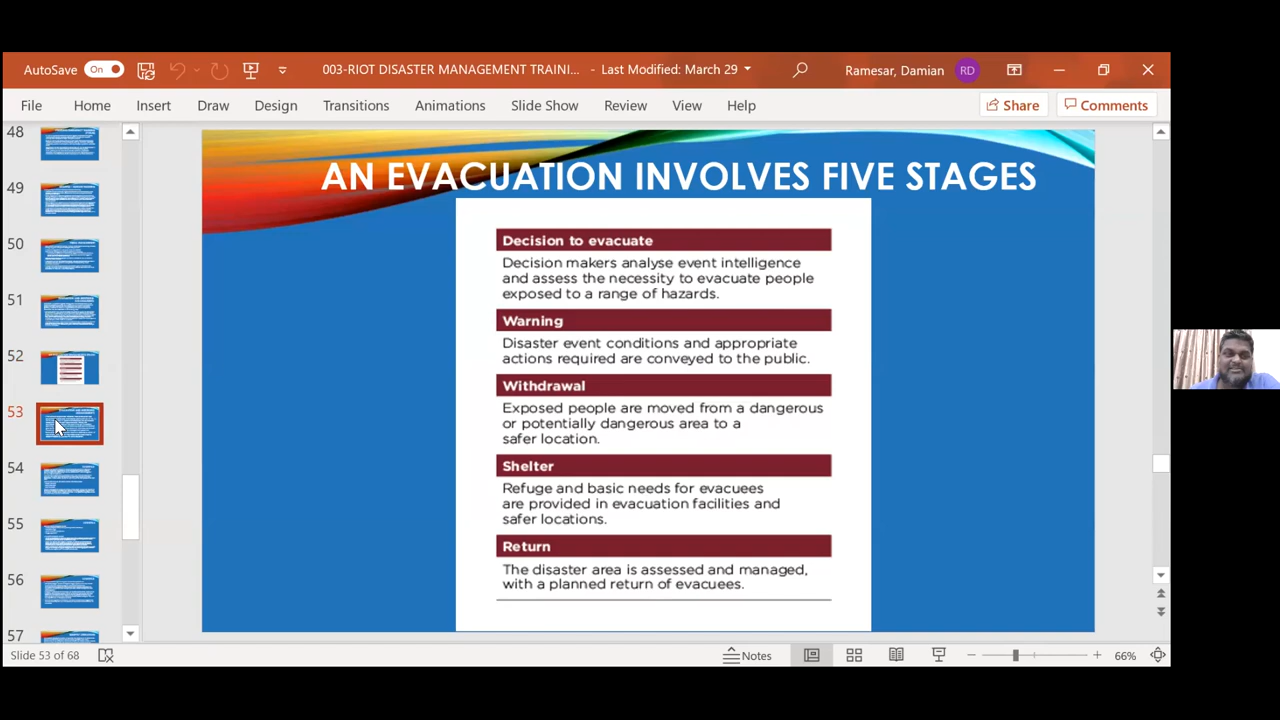 AutoSave On 003-RIOT DISASTER MANAGEMENT TRAINI... - Last Modified: March 29 Ramesar, Damian RD
File Home Insert Draw Design Transitions Animations Slide Show Review View Help Share Comments
48
49
50
51
52
53
54
55
56
57
AN EVACUATION INVOLVES FIVE STAGES
Decision to evacuate
Decision makers analyse event intelligence
and assess the necessity to evacuate people
exposed to a range of hazards.
Warning
Disaster event conditions and appropriate
actions required are conveyed to the public.
Withdrawal
Exposed people are moved from a dangerous
or potentially dangerous area to a
safer location.
Shelter
Refuge and basic needs for evacuees
are provided in evacuation facilities and
safer locations.
Return
The disaster area is assessed and managed,
with a planned return of evacuees.
Slide 53 of 68 Notes 66%